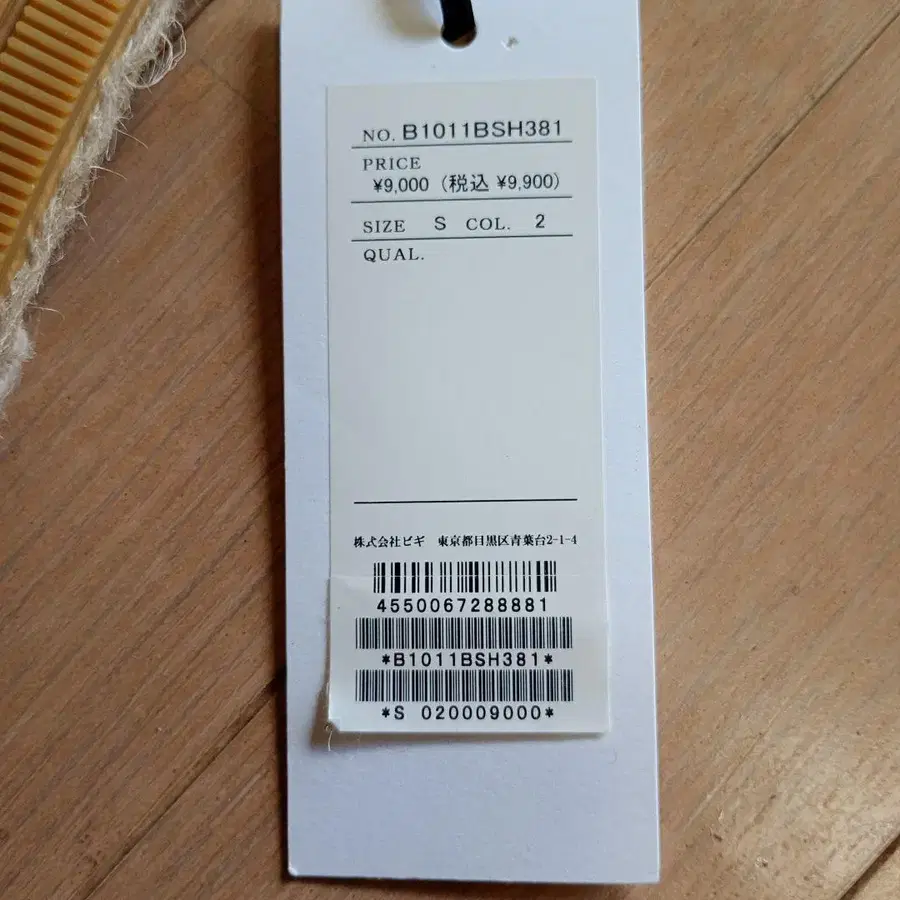 NO. B1011BSH381
PRICE
¥9,000 (税込 ¥9,900)
SIZE S COL. 2
QUAL.
株式会社ビギ 東京都目黒区青葉台2-1-4
4550067288881
*B1011BSH381*
*S 020009000*